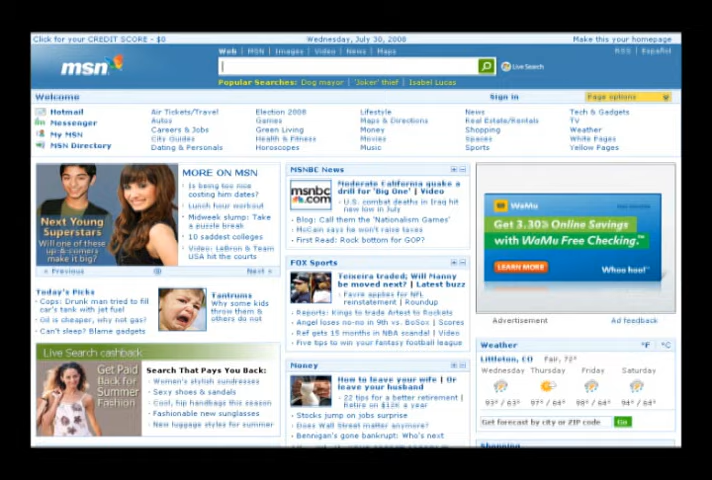 Click for your CREDIT SCORE - $0
Wednesday, July 30, 2008
Make this your homepage
Web | MSN | Images | Video | News | Maps
RSS | Español
msn
Live Search
Popular Searches: Dog mayor | 'Joker' thief | Isabel Lucas
Welcome
Sign in
Page options
Hotmail
Messenger
My MSN
MSN Directory
Air Tickets/Travel
Autos
Careers & Jobs
City Guides
Dating & Personals
Election 2008
Games
Green Living
Health & Fitness
Horoscopes
Lifestyle
Maps & Directions
Money
Movies
Music
News
Real Estate/Rentals
Shopping
Spaces
Sports
Tech & Gadgets
TV
Weather
White Pages
Yellow Pages
Next Young
Superstars
Will one of these
up- & comers
make it big?
« Previous
Next »
MORE ON MSN
Is being too nice
costing him dates?
Lunch hour workout
Midweek slump: Take
a puzzle break
10 saddest colleges
Video: LeBron & Team
USA hit the courts
Today's Picks
Cops: Drunk man tried to fill
car's tank with jet fuel
Oil is cheaper, why not gas?
Can't sleep? Blame gadgets
Tantrums
Why some kids
throw them &
others do not
Live Search cashback
Get Paid
Back for
Summer
Fashion
Search That Pays You Back:
Women's stylish sundresses
Sexy shoes & sandals
Cool, hip handbags this season
Fashionable new sunglasses
New luggage styles for summer
MSNBC News
msnbc
.com
Moderate California quake a
drill for 'Big One' | Video
U.S. combat deaths in Iraq hit
new low in July
Blog: Call them the 'Nationalism Games'
McCain says he won't raise taxes
First Read: Rock bottom for GOP?
FOX Sports
Teixeira traded; Will Manny
be moved next? | Latest buzz
Favre applies for NFL
reinstatement | Roundup
Reports: Kings to trade Artest to Rockets
Angel loses no-no in 9th vs. BoSox | Scores
Ref gets 15 months in NBA scandal | Video
Five tips to win your fantasy football league
Money
How to leave your wife | Or
leave your husband
22 tips for a better retirement |
Retire on $12K a year
Stocks jump on jobs surprise
Does Wall Street matter anymore?
Bennigan's gone bankrupt: Who's next
WaMu
Get 3.30% Online Savings
with WaMu Free Checking.™
LEARN MORE
Whoo hoo!™
Advertisement
Ad feedback
Weather
°F | °C
Littleton, CO Fair, 79°
Wednesday Thursday Friday Saturday
93° / 63° 97° / 64° 98° / 64° 94° / 64°
Get forecast by city or ZIP code
Go
Shopping